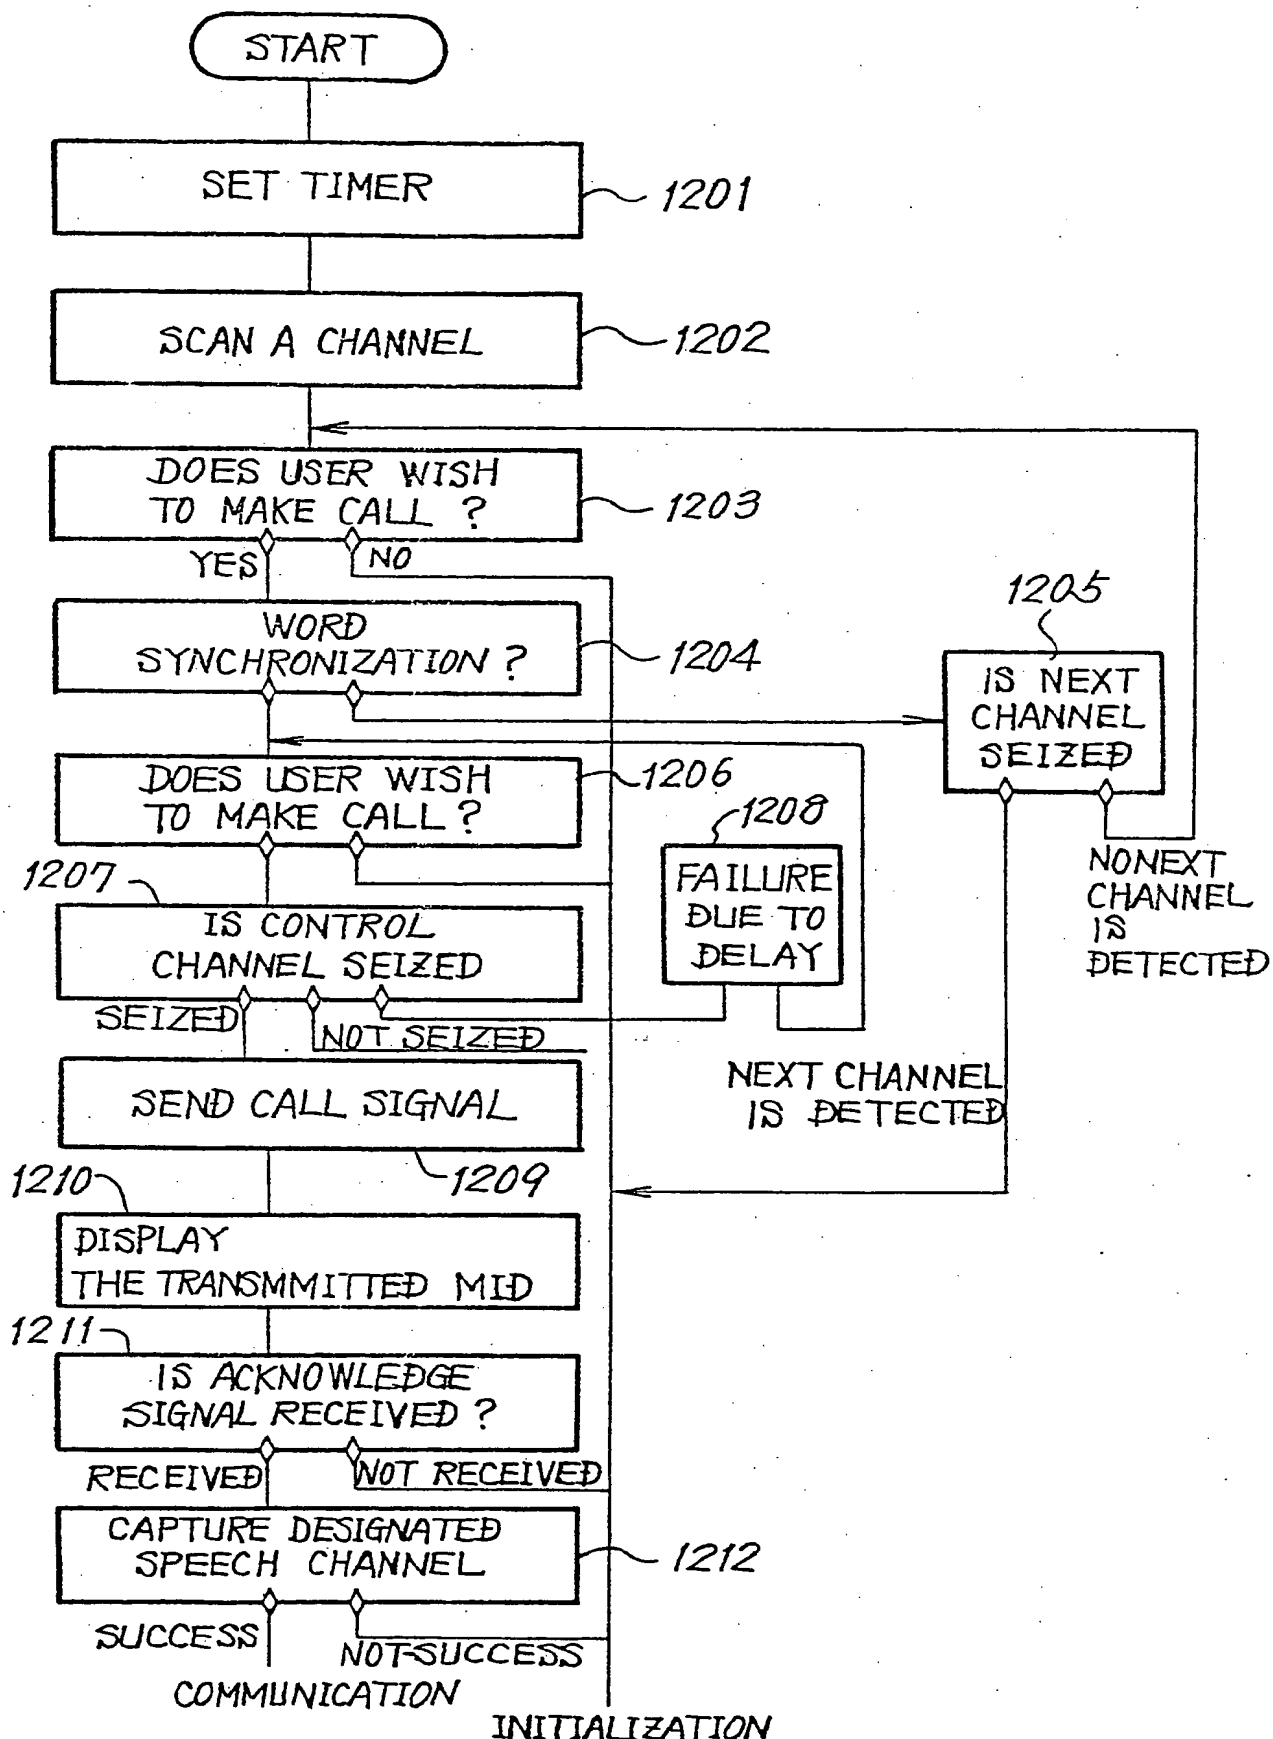 START
SET TIMER
1201
SCAN A CHANNEL
1202
DOES USER WISH
TO MAKE CALL ?
1203
YES
NO
WORD
SYNCHRONIZATION ?
1204
1205
IS NEXT
CHANNEL
SEIZED
NONEXT
CHANNEL
IS
DETECTED
DOES USER WISH
TO MAKE CALL ?
1206
1207
IS CONTROL
CHANNEL SEIZED
1208
FAILURE
DUE TO
DELAY
SEIZED
NOT SEIZED
NEXT CHANNEL
IS DETECTED
SEND CALL SIGNAL
1209
1210
DISPLAY
THE TRANSMMITTED MID
1211
IS ACKNOWLEDGE
SIGNAL RECEIVED ?
RECEIVED
NOT RECEIVED
CAPTURE DESIGNATED
SPEECH CHANNEL
1212
SUCCESS
NOT-SUCCESS
COMMUNICATION
INITIALIZATION